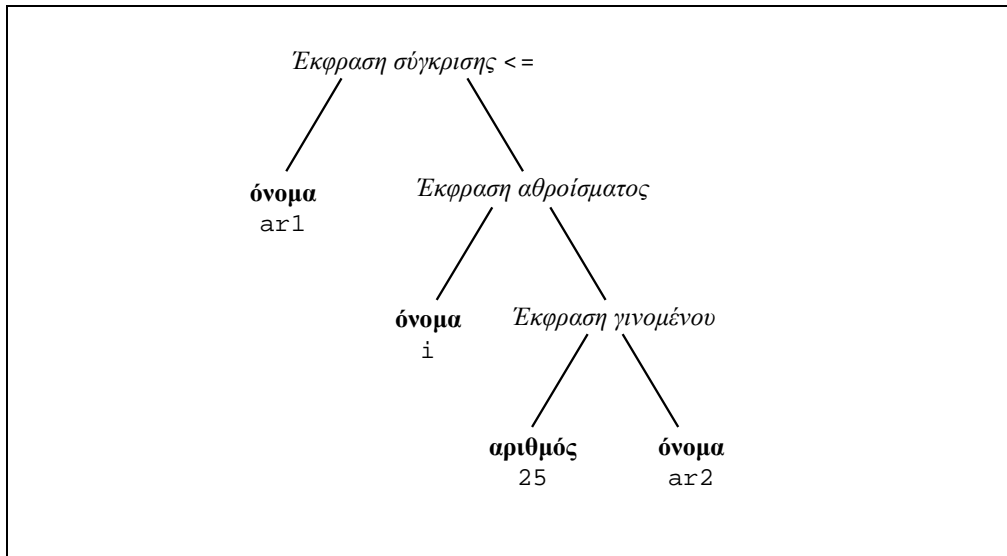 Έκφραση σύγκρισης <=
όνομα
ar1
Έκφραση αθροίσματος
όνομα
i
Έκφραση γινομένου
αριθμός
25
όνομα
ar2